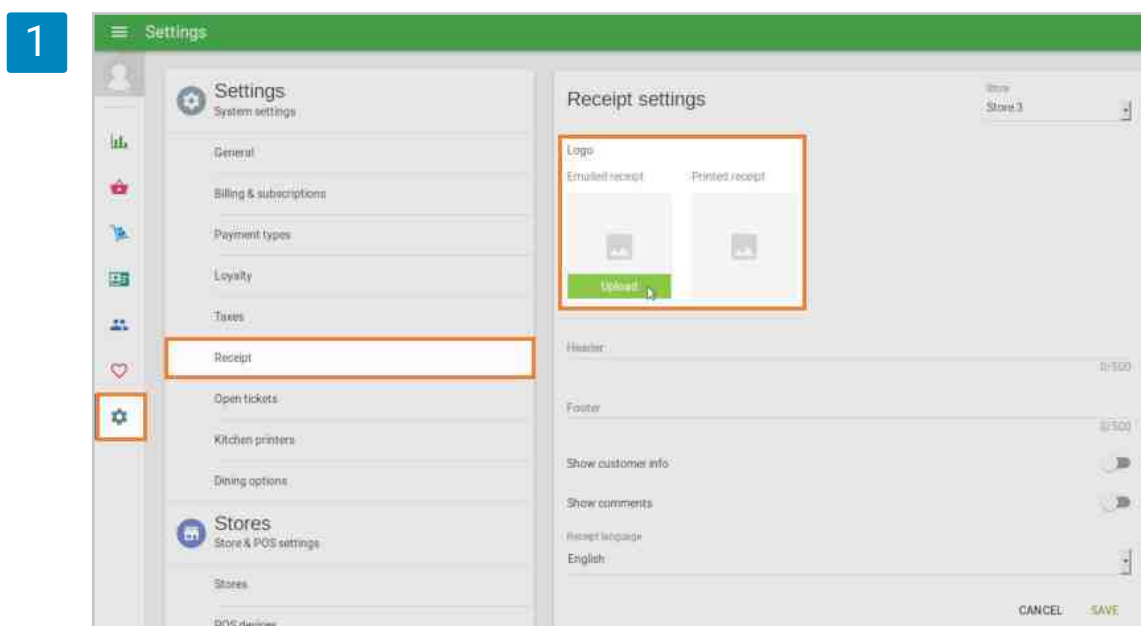 1
Settings
Settings
System settings
General
Billing & subscriptions
Payment types
Loyalty
Taxes
Receipt
Open tickets
Kitchen printers
Dining options
Stores
Store & POS settings
Stores
POS devices
Receipt settings
Store
Store 3
Logo
Emailed receipt Printed receipt
Upload
Header
0/500
Footer
0/500
Show customer info
Show comments
Receipt language
English
CANCEL SAVE